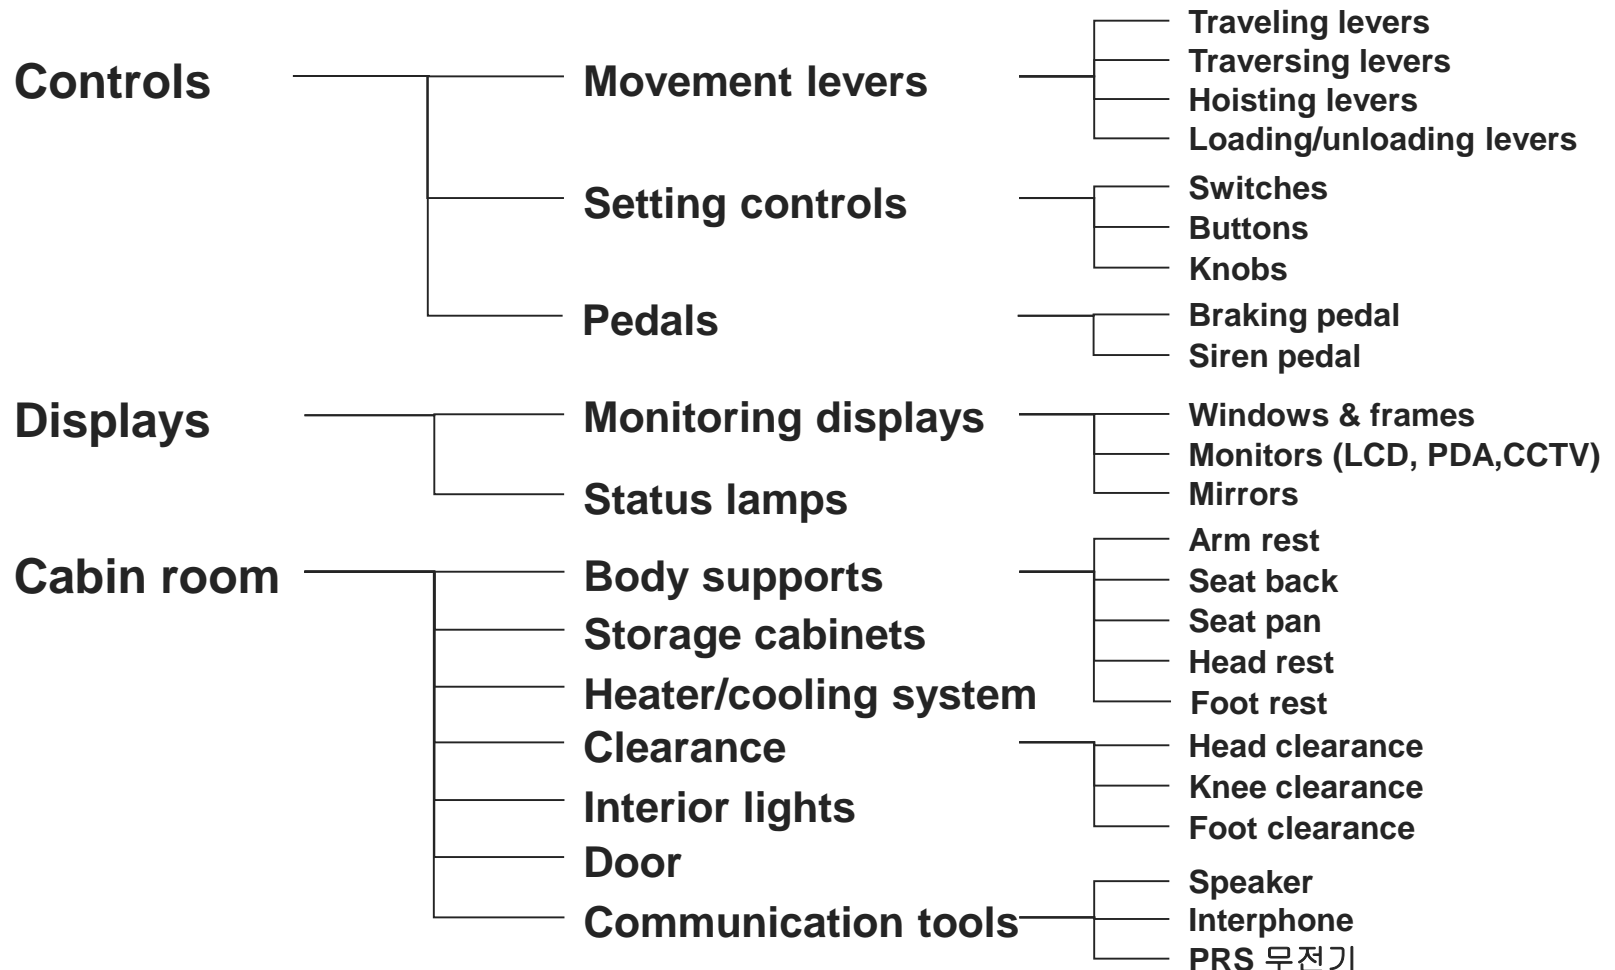 Controls
Movement levers
Traveling levers
Traversing levers
Hoisting levers
Loading/unloading levers
Setting controls
Switches
Buttons
Knobs
Pedals
Braking pedal
Siren pedal
Displays
Monitoring displays
Windows & frames
Monitors (LCD, PDA,CCTV)
Mirrors
Status lamps
Cabin room
Body supports
Arm rest
Seat back
Seat pan
Head rest
Foot rest
Storage cabinets
Heater/cooling system
Clearance
Head clearance
Knee clearance
Foot clearance
Interior lights
Door
Communication tools
Speaker
Interphone
PRS 무전기